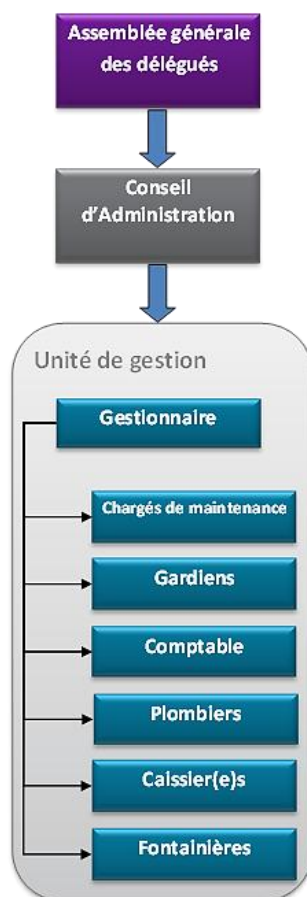 Assemblée générale
des délégués
Conseil
d'Administration
Unité de gestion
Gestionnaire
Chargés de maintenance
Gardiens
Comptable
Plombiers
Caissier(e)s
Fontainières